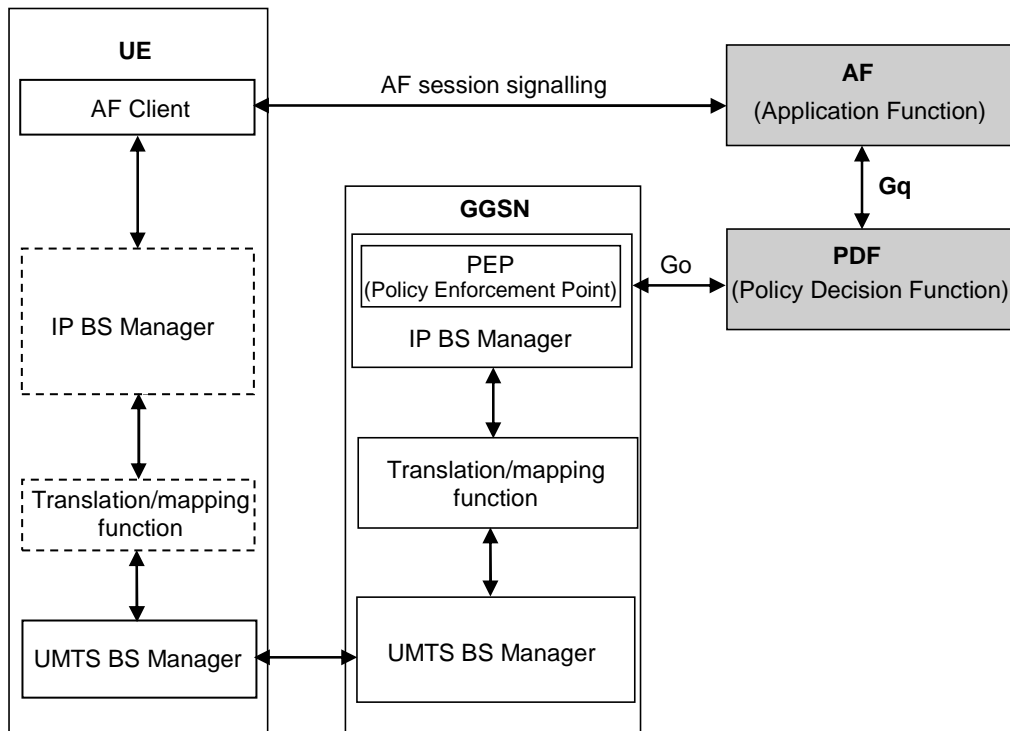 UE
AF Client
AF session signalling
AF
(Application Function)
Gq
GGSN
PEP
(Policy Enforcement Point)
IP BS Manager
Go
PDF
(Policy Decision Function)
IP BS Manager
Translation/mapping
function
Translation/mapping
function
UMTS BS Manager
UMTS BS Manager